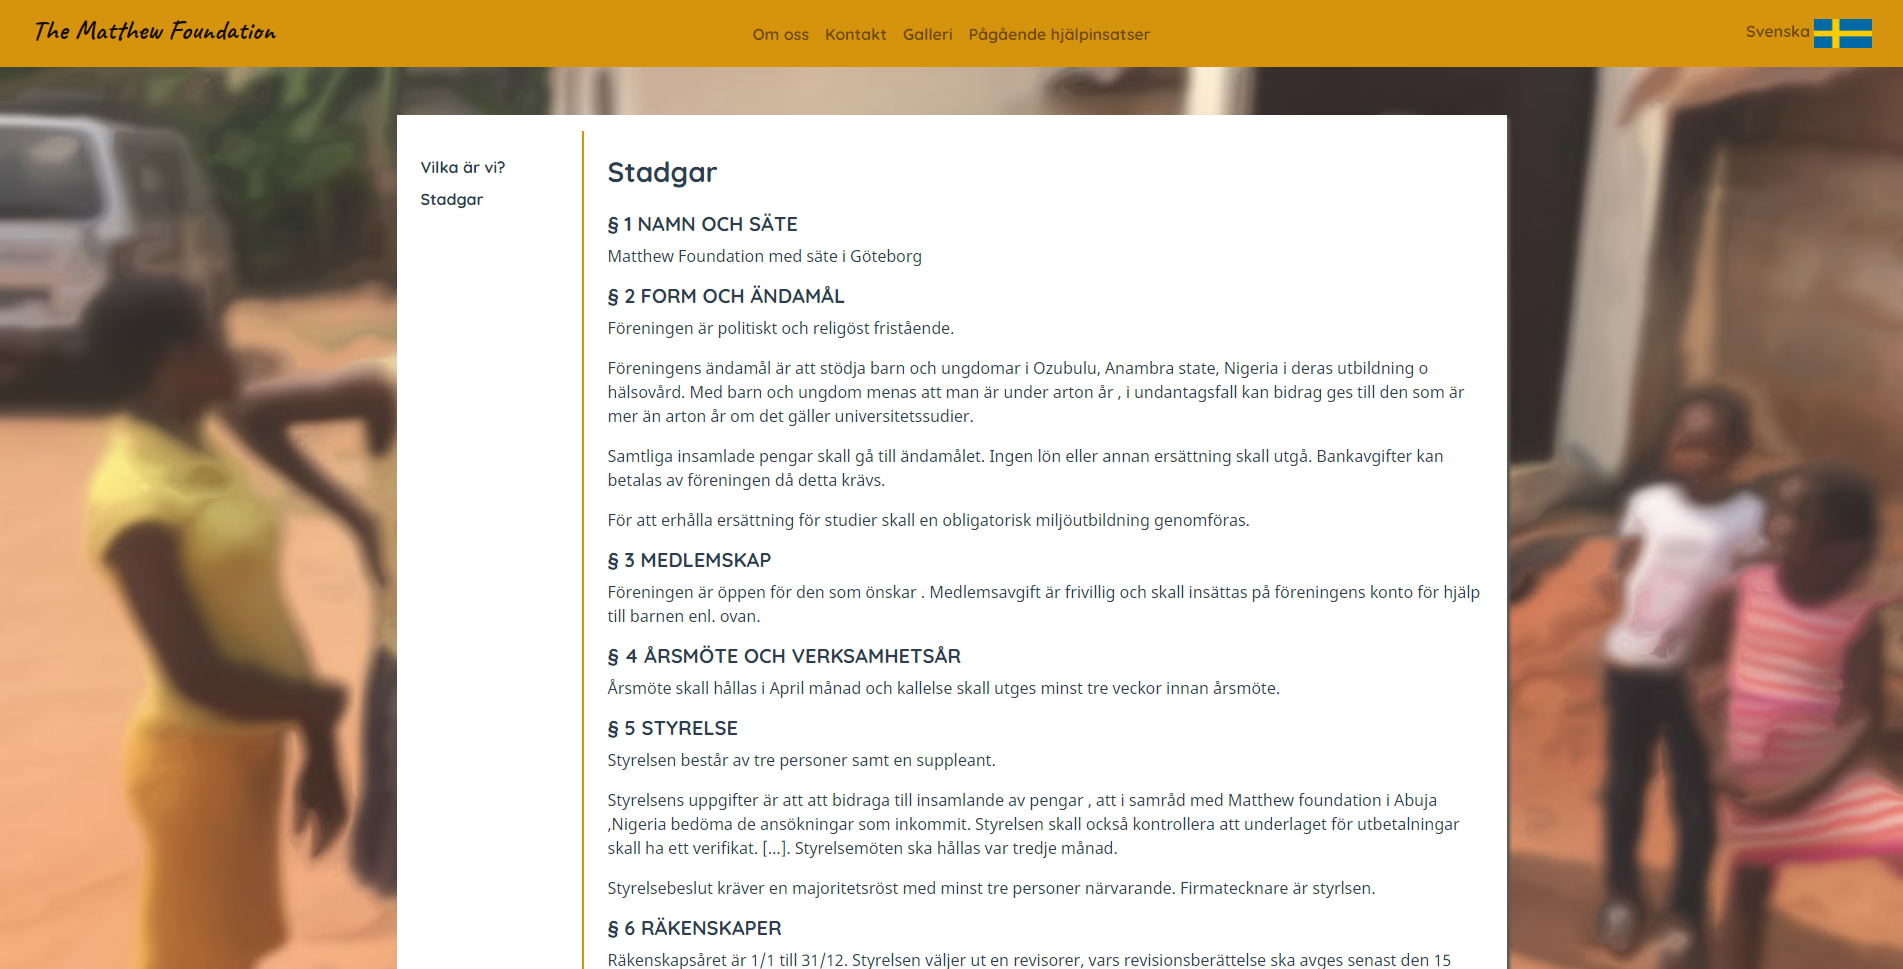 The Matthew Foundation
Om oss Kontakt Galleri Pågående hjälpinsatser
Svenska
Vilka är vi?
Stadgar
Stadgar
§ 1 NAMN OCH SÄTE
Matthew Foundation med säte i Göteborg
§ 2 FORM OCH ÄNDAMÅL
Föreningen är politiskt och religöst fristående.
Föreningens ändamål är att stödja barn och ungdomar i Ozubulu, Anambra state, Nigeria i deras utbildning o
hälsovård. Med barn och ungdom menas att man är under arton år , i undantagsfall kan bidrag ges till den som är
mer än arton år om det gäller universitetssudier.
Samtliga insamlade pengar skall gå till ändamålet. Ingen lön eller annan ersättning skall utgå. Bankavgifter kan
betalas av föreningen då detta krävs.
För att erhålla ersättning för studier skall en obligatorisk miljöutbildning genomföras.
§ 3 MEDLEMSKAP
Föreningen är öppen för den som önskar . Medlemsavgift är frivillig och skall insättas på föreningens konto för hjälp
till barnen enl. ovan.
§ 4 ÅRSMÖTE OCH VERKSAMHETSÅR
Årsmöte skall hållas i April månad och kallelse skall utges minst tre veckor innan årsmöte.
§ 5 STYRELSE
Styrelsen består av tre personer samt en suppleant.
Styrelsens uppgifter är att att bidraga till insamlande av pengar , att i samråd med Matthew foundation i Abuja
,Nigeria bedöma de ansökningar som inkommit. Styrelsen skall också kontrollera att underlaget för utbetalningar
skall ha ett verifikat. [...]. Styrelsemöten ska hållas var tredje månad.
Styrelsebeslut kräver en majoritetsröst med minst tre personer närvarande. Firmatecknare är styrlsen.
§ 6 RÄKENSKAPER
Räkenskapsåret är 1/1 till 31/12. Styrelsen väljer ut en revisorer, vars revisionsberättelse ska avges senast den 15